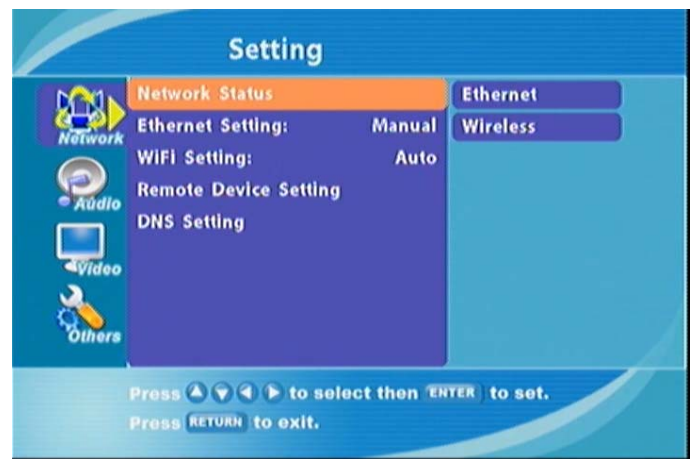 Setting
Network
Audio
Video
Others
Network Status
Ethernet Setting: Manual
WiFi Setting: Auto
Remote Device Setting
DNS Setting
Ethernet
Wireless
Press to select then ENTER to set.
Press RETURN to exit.